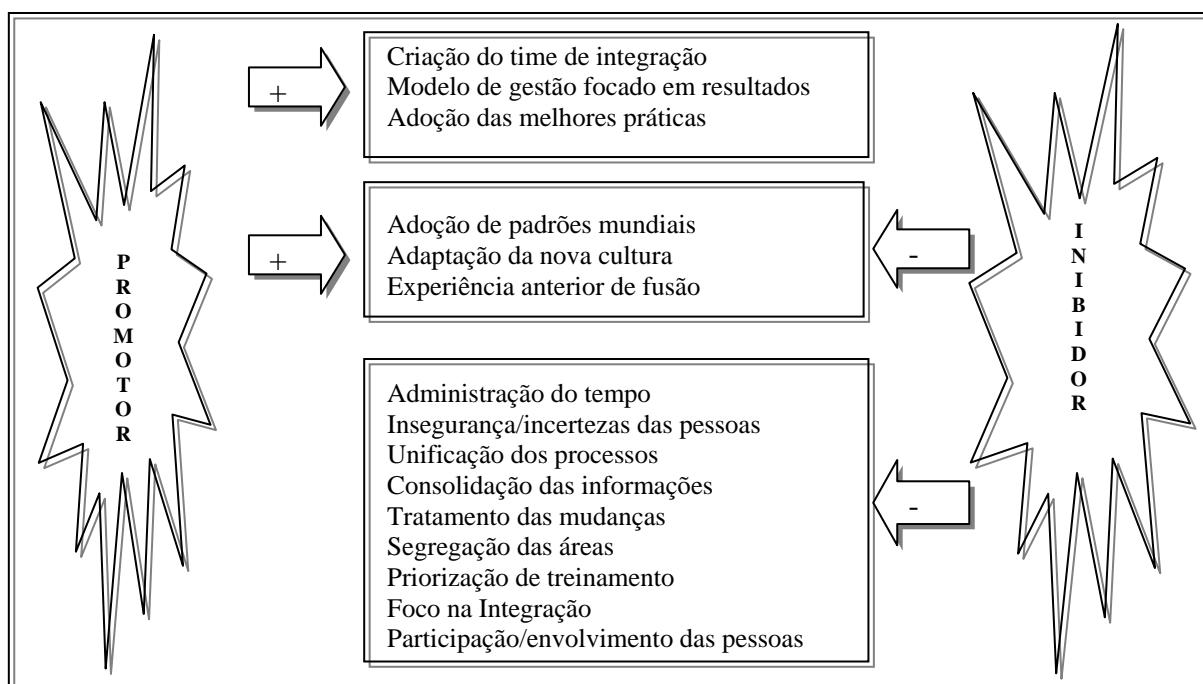 PROMOTOR
+
Criação do time de integração
Modelo de gestão focado em resultados
Adoção das melhores práticas
+
Adoção de padrões mundiais
Adaptação da nova cultura
Experiência anterior de fusão
-
Administração do tempo
Insegurança/incertezas das pessoas
Unificação dos processos
Consolidação das informações
Tratamento das mudanças
Segregação das áreas
Priorização de treinamento
Foco na Integração
Participação/envolvimento das pessoas
-
INIBIDOR